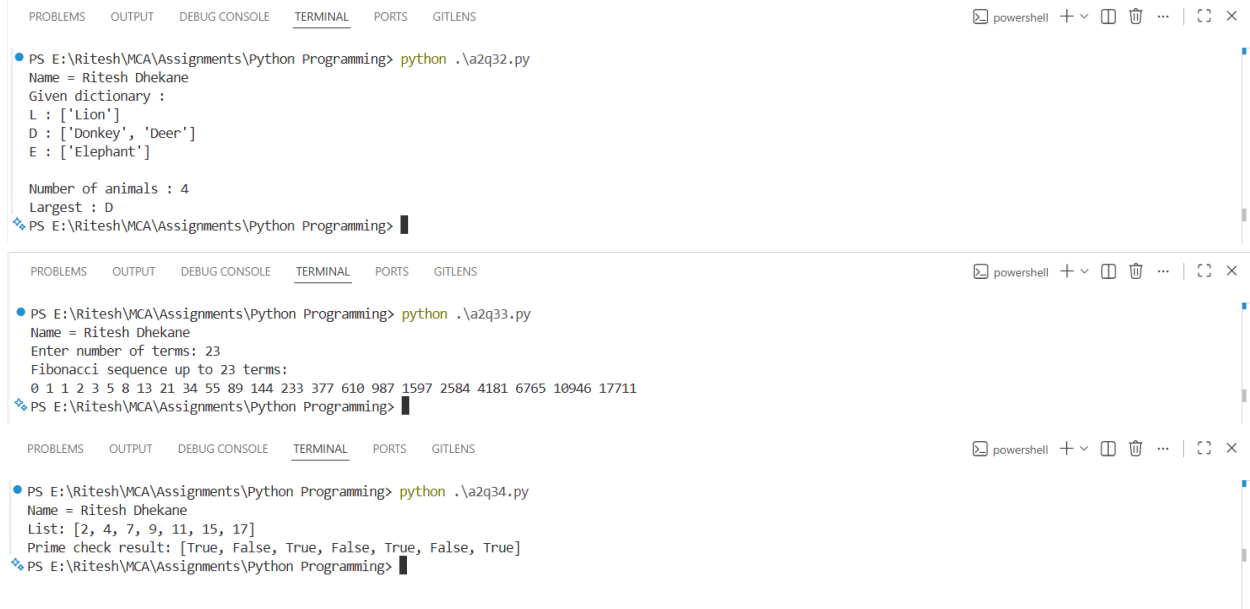 PROBLEMS OUTPUT DEBUG CONSOLE TERMINAL PORTS GITLENS powershell
PS E:\Ritesh\MCA\Assignments\Python Programming> python .\a2q32.py
Name = Ritesh Dhekane
Given dictionary :
L : ['Lion']
D : ['Donkey', 'Deer']
E : ['Elephant']
Number of animals : 4
Largest : D
PS E:\Ritesh\MCA\Assignments\Python Programming>
PROBLEMS OUTPUT DEBUG CONSOLE TERMINAL PORTS GITLENS powershell
PS E:\Ritesh\MCA\Assignments\Python Programming> python .\a2q33.py
Name = Ritesh Dhekane
Enter number of terms: 23
Fibonacci sequence up to 23 terms:
0 1 1 2 3 5 8 13 21 34 55 89 144 233 377 610 987 1597 2584 4181 6765 10946 17711
PS E:\Ritesh\MCA\Assignments\Python Programming>
PROBLEMS OUTPUT DEBUG CONSOLE TERMINAL PORTS GITLENS powershell
PS E:\Ritesh\MCA\Assignments\Python Programming> python .\a2q34.py
Name = Ritesh Dhekane
List: [2, 4, 7, 9, 11, 15, 17]
Prime check result: [True, False, True, False, True, False, True]
PS E:\Ritesh\MCA\Assignments\Python Programming>